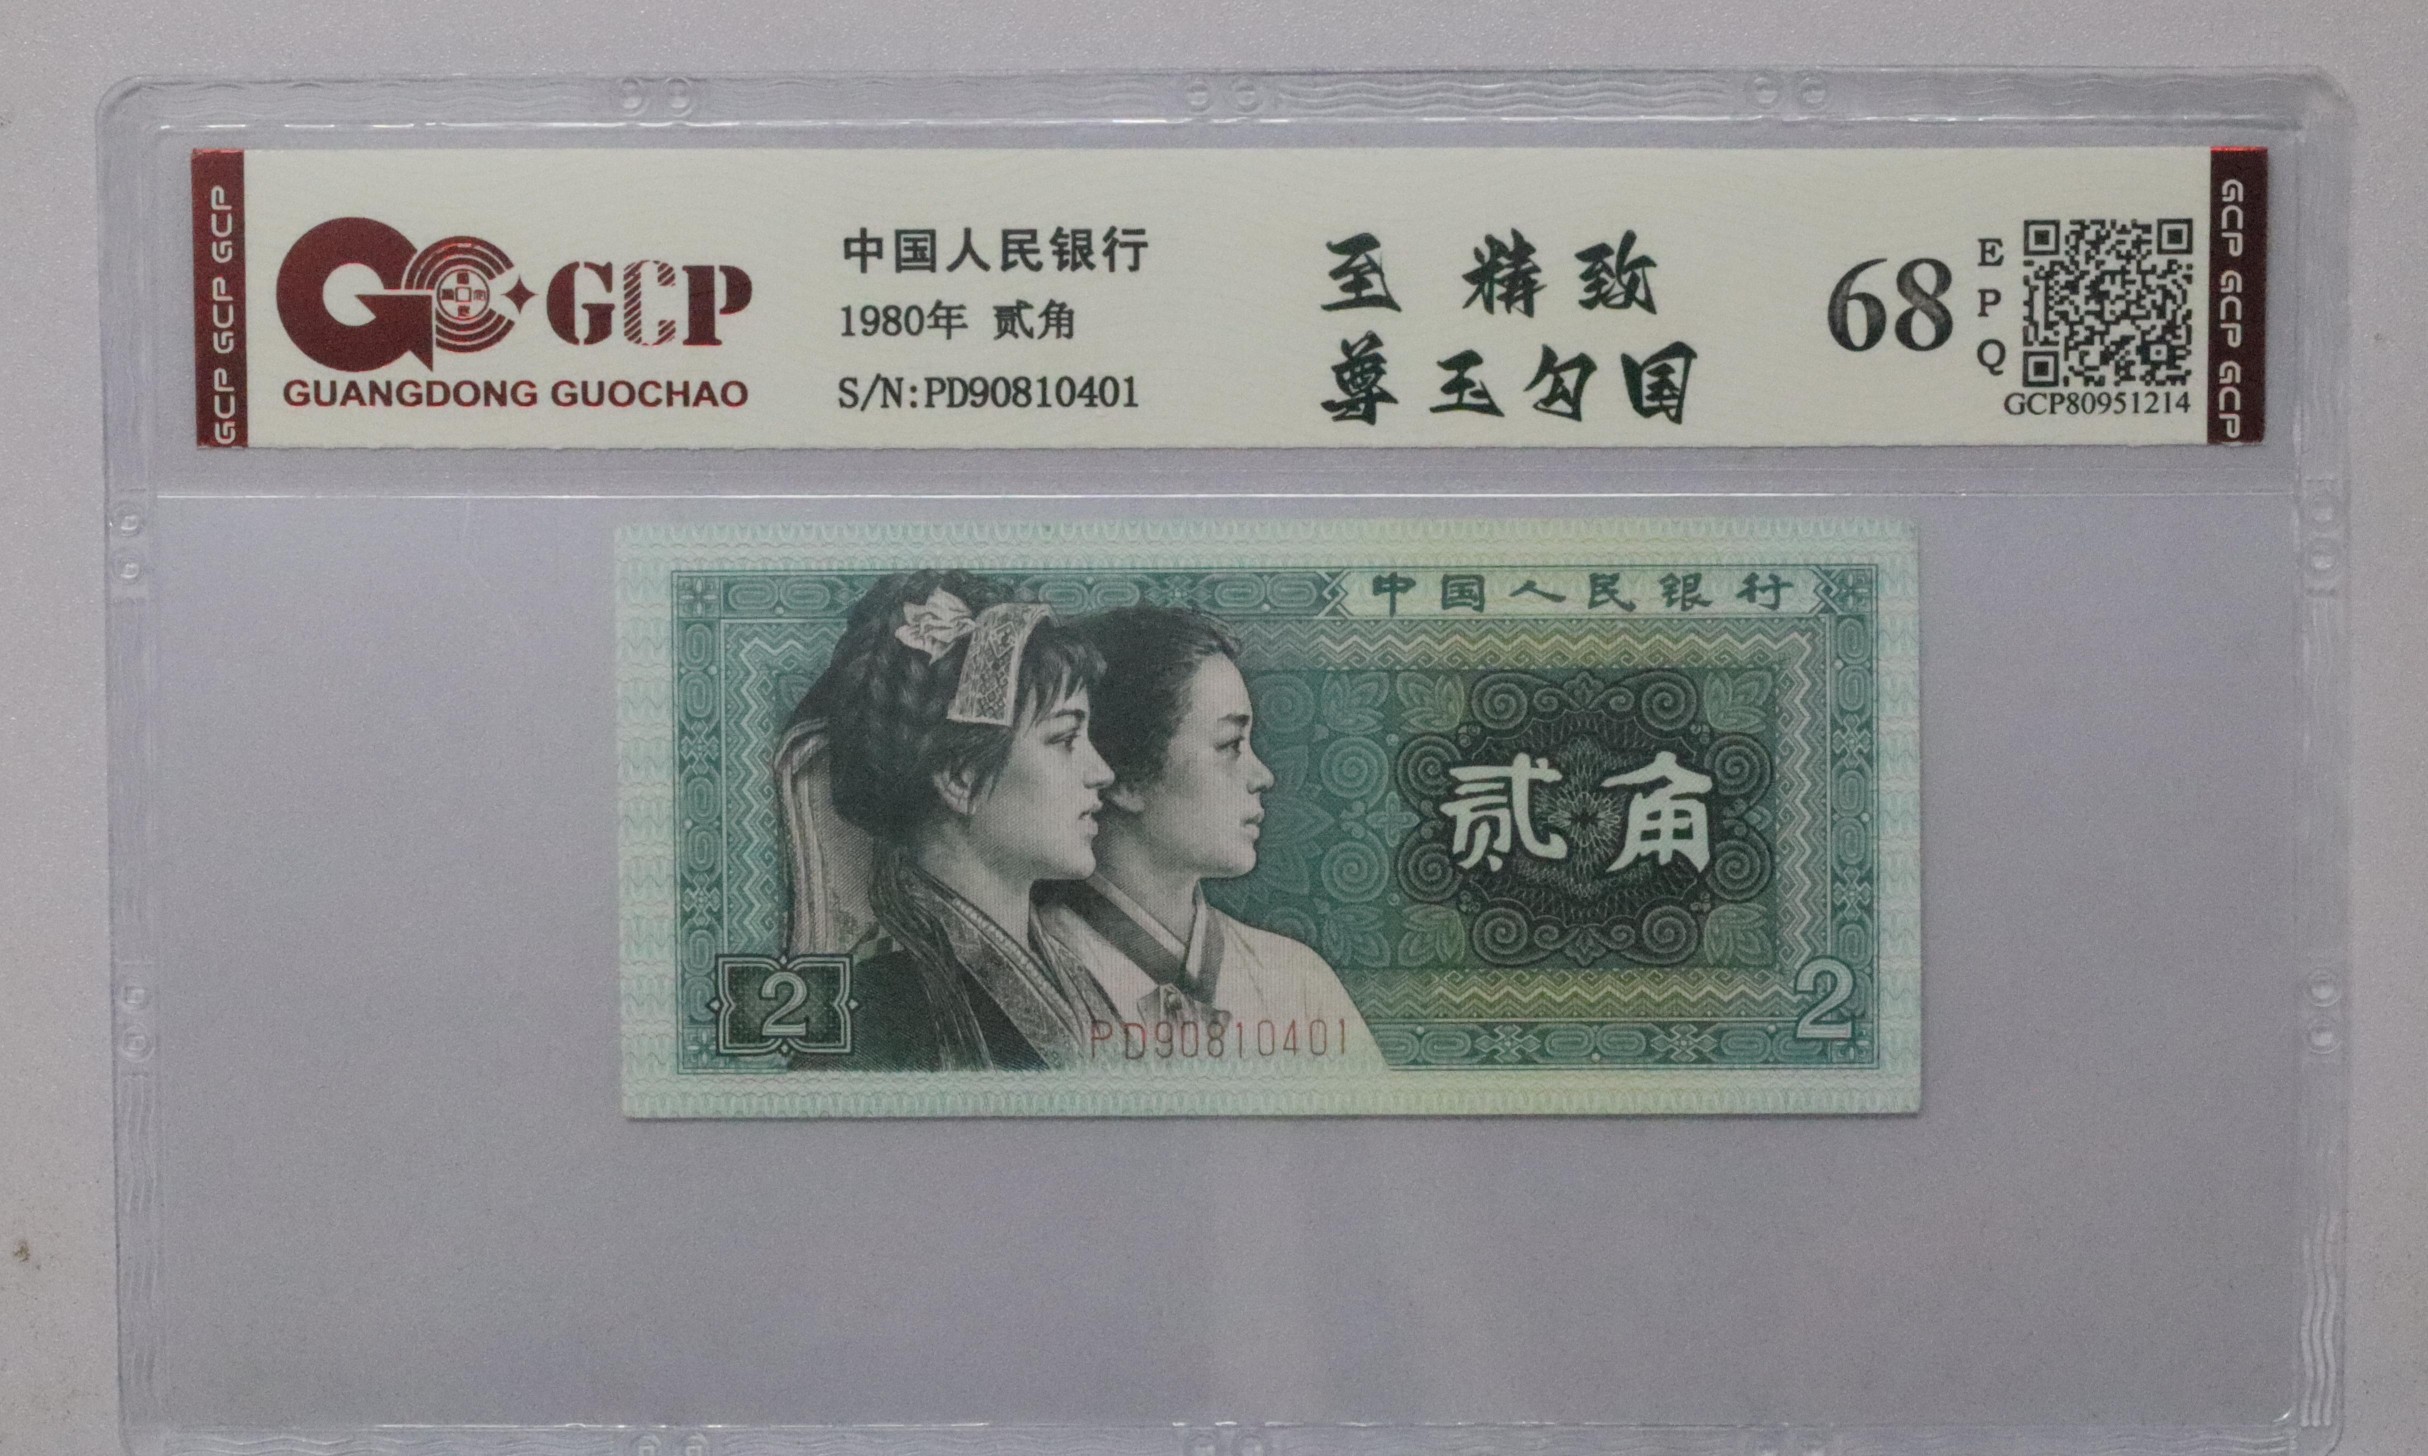 GCP GCP GCP
GCP
GUANGDONG GUOCHAO
中国人民银行
1980年 贰角
S/N:PD90810401
至 精致
尊 玉勾国
68
EPQ
GCP80951214
GCP GCP GCP
中国人民银行
贰角
2
PD90810401
2